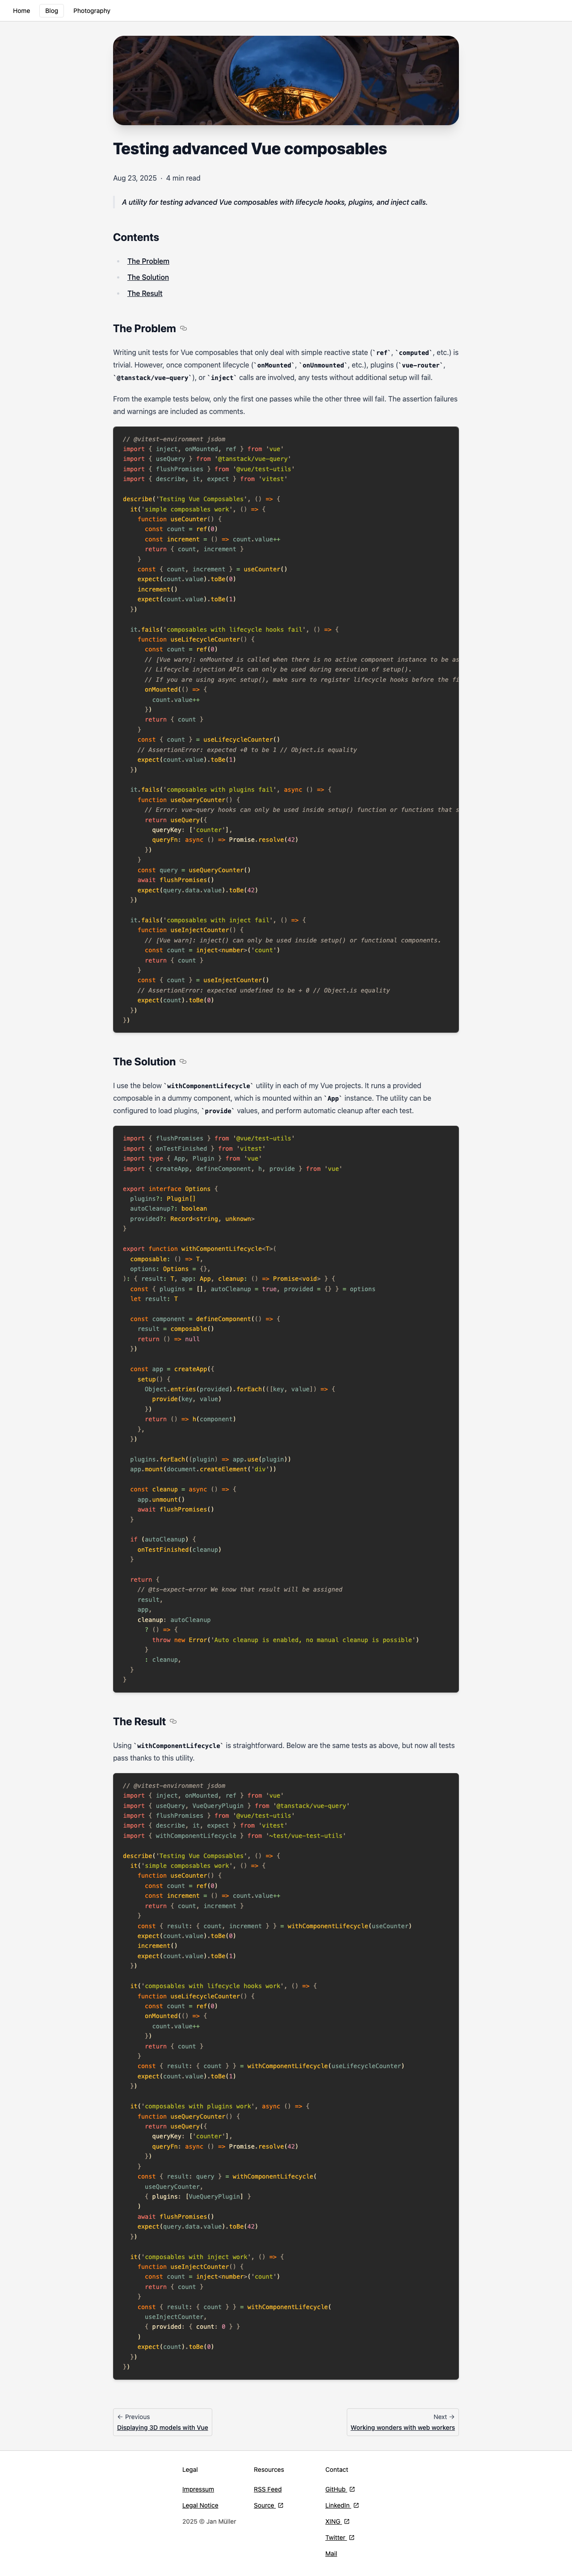 Home Blog Photography
Testing advanced Vue composables
Aug 23, 2025 · 4 min read
A utility for testing advanced Vue composables with lifecycle hooks, plugins, and inject calls.
Contents
The Problem
The Solution
The Result
The Problem
Writing unit tests for Vue composables that only deal with simple reactive state (`ref`, `computed`, etc.) is
trivial. However, once component lifecycle (`onMounted`, `onUnmounted`, etc.), plugins (`vue-router`,
`@tanstack/vue-query`), or `inject` calls are involved, any tests without additional setup will fail.
From the example tests below, only the first one passes while the other three will fail. The assertion failures
and warnings are included as comments.
// @vitest-environment jsdom
import { inject, onMounted, ref } from 'vue'
import { useQuery } from '@tanstack/vue-query'
import { flushPromises } from '@vue/test-utils'
import { describe, it, expect } from 'vitest'
describe('Testing Vue Composables', () => {
  it('simple composables work', () => {
    function useCounter() {
      const count = ref(0)
      const increment = () => count.value++
      return { count, increment }
    }
    const { count, increment } = useCounter()
    expect(count.value).toBe(0)
    increment()
    expect(count.value).toBe(1)
  })
  it.fails('composables with lifecycle hooks fail', () => {
    function useLifecycleCounter() {
      const count = ref(0)
      // [Vue warn]: onMounted is called when there is no active component instance to be as
      // Lifecycle injection APIs can only be used during execution of setup().
      // If you are using async setup(), make sure to register lifecycle hooks before the fi
      onMounted(() => {
        count.value++
      })
      return { count }
    }
    const { count } = useLifecycleCounter()
    // AssertionError: expected +0 to be 1 // Object.is equality
    expect(count.value).toBe(1)
  })
  it.fails('composables with plugins fail', async () => {
    function useQueryCounter() {
      // Error: vue-query hooks can only be used inside setup() function or functions that s
      return useQuery({
        queryKey: ['counter'],
        queryFn: async () => Promise.resolve(42)
      })
    }
    const query = useQueryCounter()
    await flushPromises()
    expect(query.data.value).toBe(42)
  })
  it.fails('composables with inject fail', () => {
    function useInjectCounter() {
      // [Vue warn]: inject() can only be used inside setup() or functional components.
      const count = inject<number>('count')
      return { count }
    }
    const { count } = useInjectCounter()
    // AssertionError: expected undefined to be + 0 // Object.is equality
    expect(count).toBe(0)
  })
})
The Solution
I use the below `withComponentLifecycle` utility in each of my Vue projects. It runs a provided
composable in a dummy component, which is mounted within an `App` instance. The utility can be
configured to load plugins, `provide` values, and perform automatic cleanup after each test.
import { flushPromises } from '@vue/test-utils'
import { onTestFinished } from 'vitest'
import type { App, Plugin } from 'vue'
import { createApp, defineComponent, h, provide } from 'vue'
export interface Options {
  plugins?: Plugin[]
  autoCleanup?: boolean
  provided?: Record<string, unknown>
}
export function withComponentLifecycle<T>(
  composable: () => T,
  options: Options = {},
): { result: T, app: App, cleanup: () => Promise<void> } {
  const { plugins = [], autoCleanup = true, provided = {} } = options
  let result: T
  const component = defineComponent(() => {
    result = composable()
    return () => null
  })
  const app = createApp({
    setup() {
      Object.entries(provided).forEach(([key, value]) => {
        provide(key, value)
      })
      return () => h(component)
    },
  })
  plugins.forEach((plugin) => app.use(plugin))
  app.mount(document.createElement('div'))
  const cleanup = async () => {
    app.unmount()
    await flushPromises()
  }
  if (autoCleanup) {
    onTestFinished(cleanup)
  }
  return {
    // @ts-expect-error We know that result will be assigned
    result,
    app,
    cleanup: autoCleanup
      ? () => {
        throw new Error('Auto cleanup is enabled, no manual cleanup is possible')
      }
      : cleanup,
  }
}
The Result
Using `withComponentLifecycle` is straightforward. Below are the same tests as above, but now all tests
pass thanks to this utility.
// @vitest-environment jsdom
import { inject, onMounted, ref } from 'vue'
import { useQuery, VueQueryPlugin } from '@tanstack/vue-query'
import { flushPromises } from '@vue/test-utils'
import { describe, it, expect } from 'vitest'
import { withComponentLifecycle } from '~test/vue-test-utils'
describe('Testing Vue Composables', () => {
  it('simple composables work', () => {
    function useCounter() {
      const count = ref(0)
      const increment = () => count.value++
      return { count, increment }
    }
    const { result: { count, increment } } = withComponentLifecycle(useCounter)
    expect(count.value).toBe(0)
    increment()
    expect(count.value).toBe(1)
  })
  it('composables with lifecycle hooks work', () => {
    function useLifecycleCounter() {
      const count = ref(0)
      onMounted(() => {
        count.value++
      })
      return { count }
    }
    const { result: { count } } = withComponentLifecycle(useLifecycleCounter)
    expect(count.value).toBe(1)
  })
  it('composables with plugins work', async () => {
    function useQueryCounter() {
      return useQuery({
        queryKey: ['counter'],
        queryFn: async () => Promise.resolve(42)
      })
    }
    const { result: query } = withComponentLifecycle(
      useQueryCounter,
      { plugins: [VueQueryPlugin] }
    )
    await flushPromises()
    expect(query.data.value).toBe(42)
  })
  it('composables with inject work', () => {
    function useInjectCounter() {
      const count = inject<number>('count')
      return { count }
    }
    const { result: { count } } = withComponentLifecycle(
      useInjectCounter,
      { provided: { count: 0 } }
    )
    expect(count).toBe(0)
  })
})
← Previous
Displaying 3D models with Vue
Next →
Working wonders with web workers
Legal
Impressum
Legal Notice
2025 © Jan Müller
Resources
RSS Feed
Source
Contact
GitHub
LinkedIn
XING
Twitter
Mail